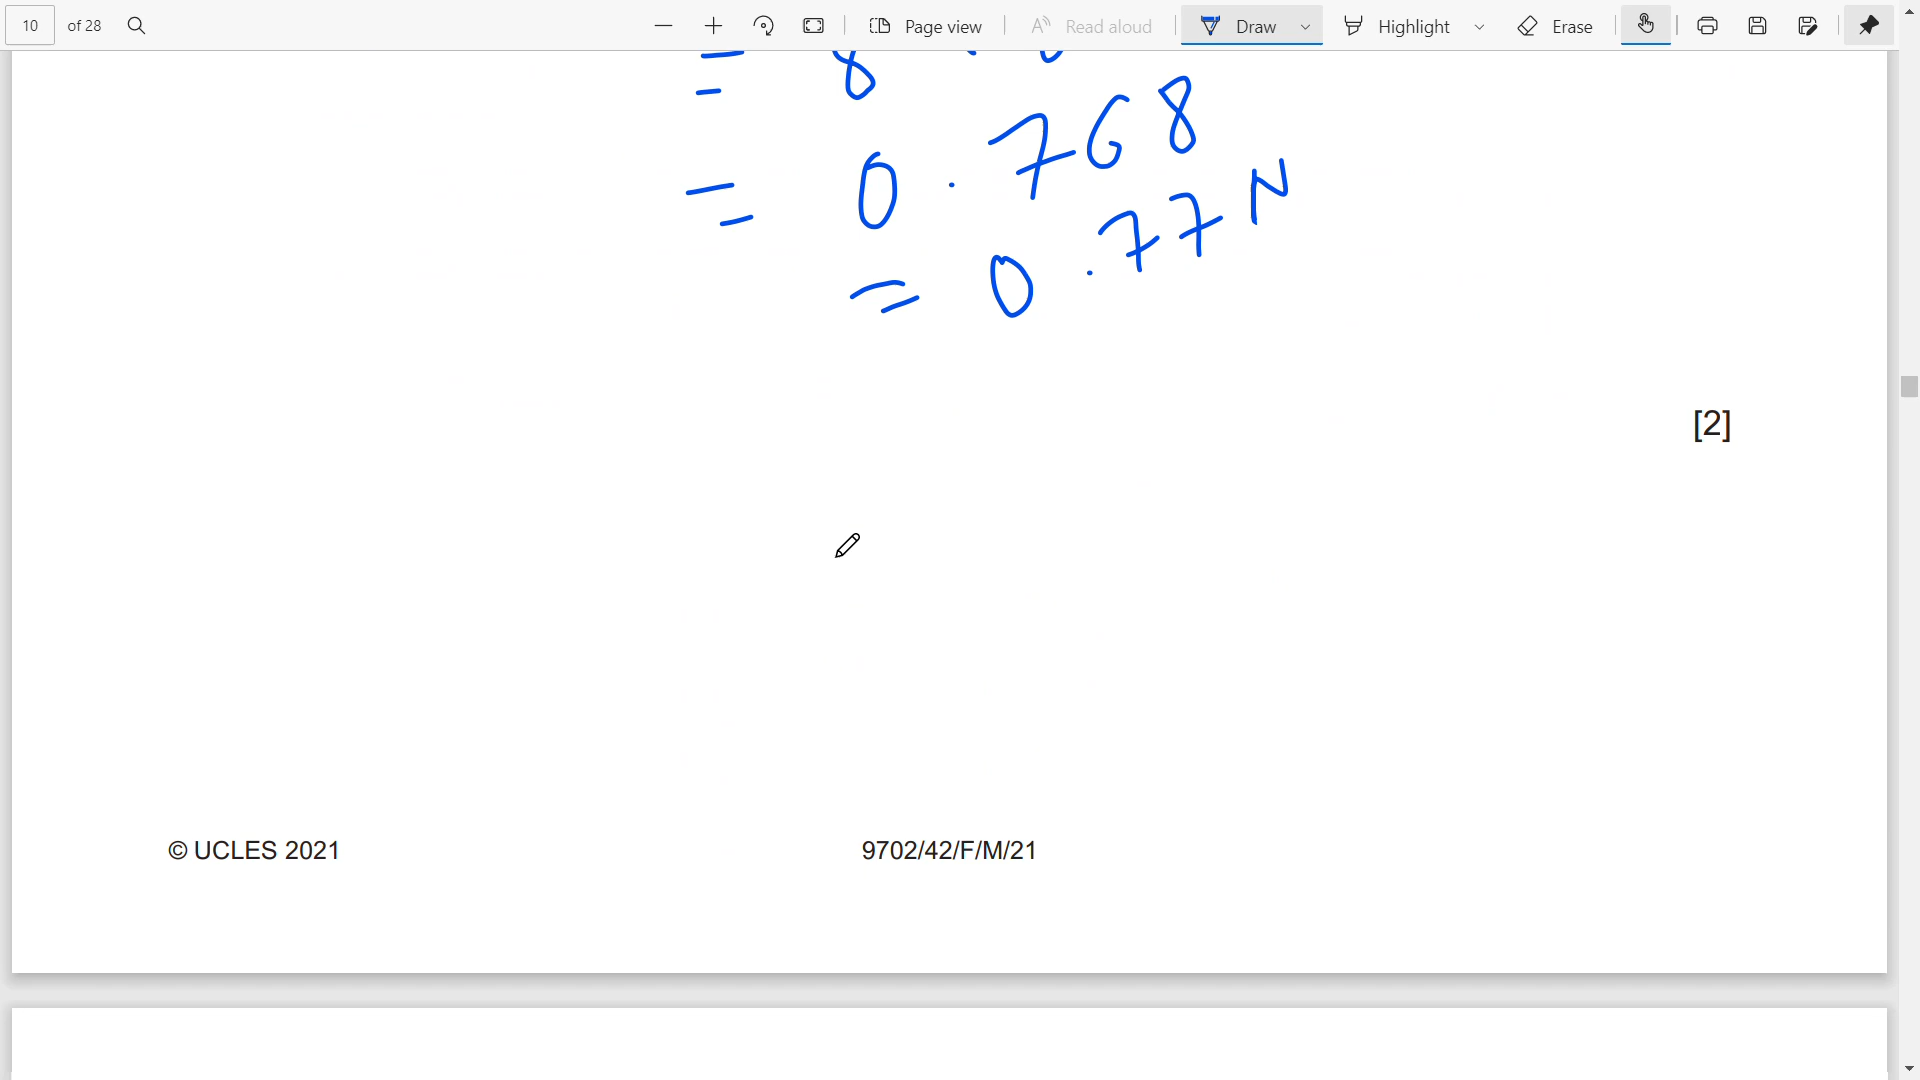 10 of 28 Page view Read aloud Draw Highlight Erase
= 8
= 0.768
= 0.77N
[2]
© UCLES 2021 9702/42/F/M/21